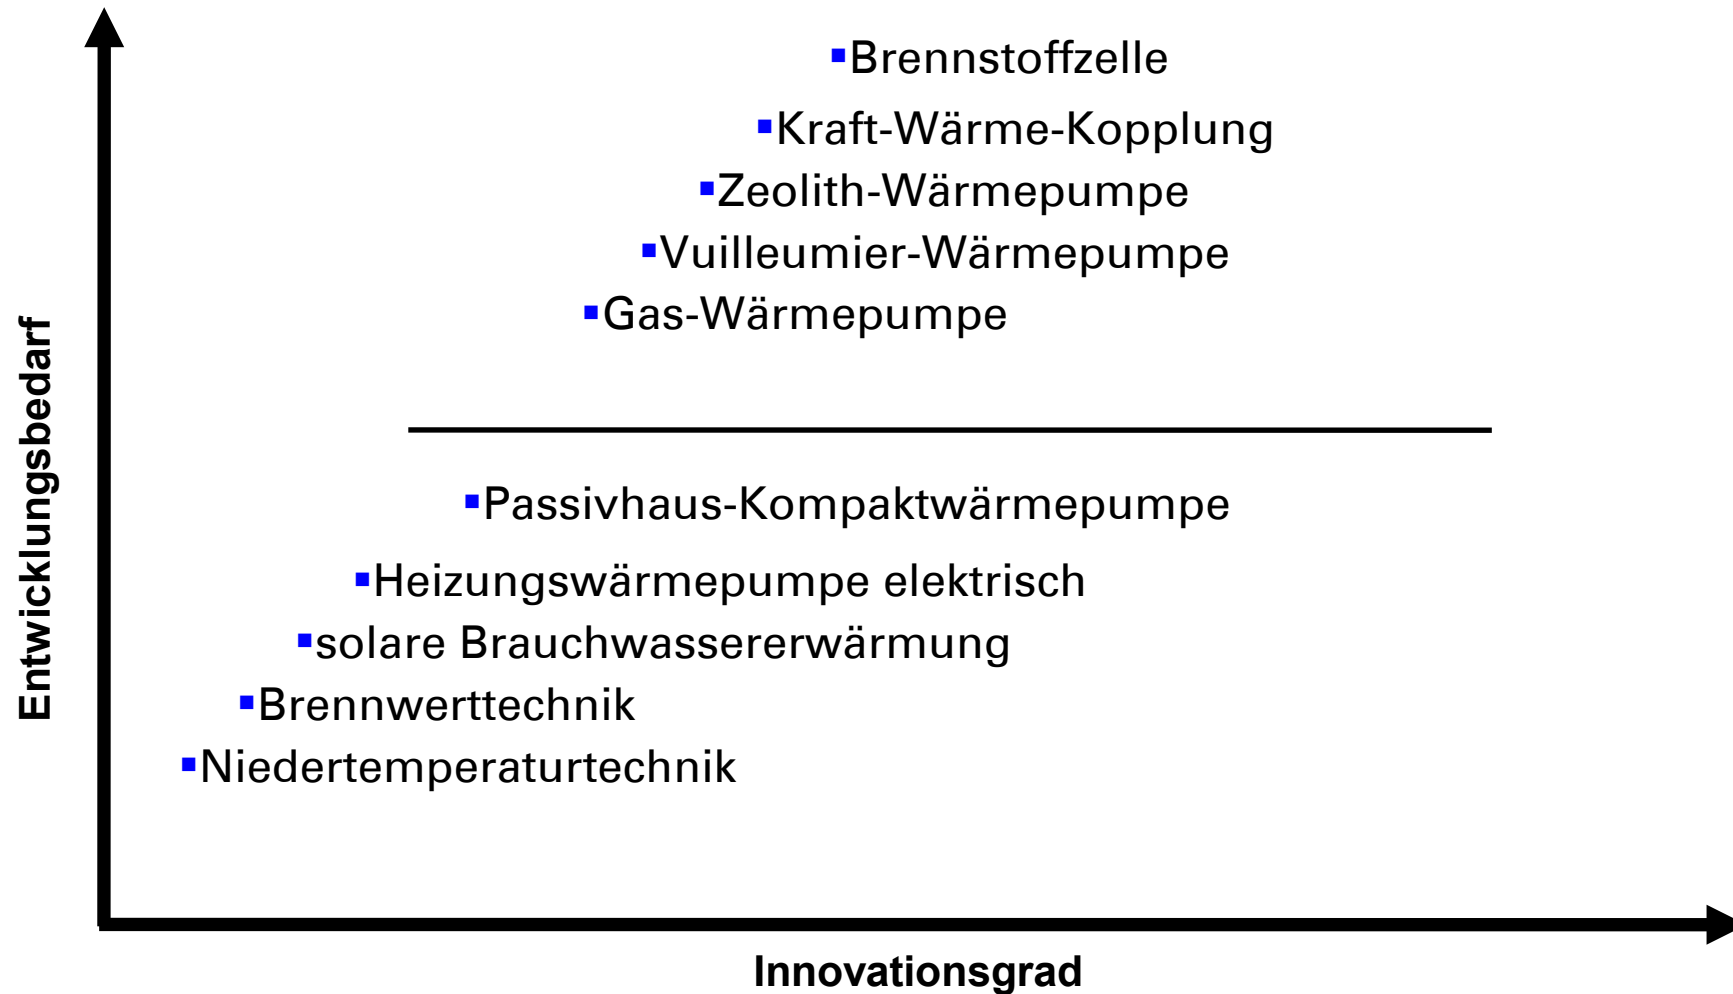 ▪Brennstoffzelle
▪Kraft-Wärme-Kopplung
▪Zeolith-Wärmepumpe
▪Vuilleumier-Wärmepumpe
▪Gas-Wärmepumpe
Entwicklungsbedarf
▪Passivhaus-Kompaktwärmepumpe
▪Heizungswärmepumpe elektrisch
▪solare Brauchwassererwärmung
▪Brennwerttechnik
▪Niedertemperaturtechnik
Innovationsgrad